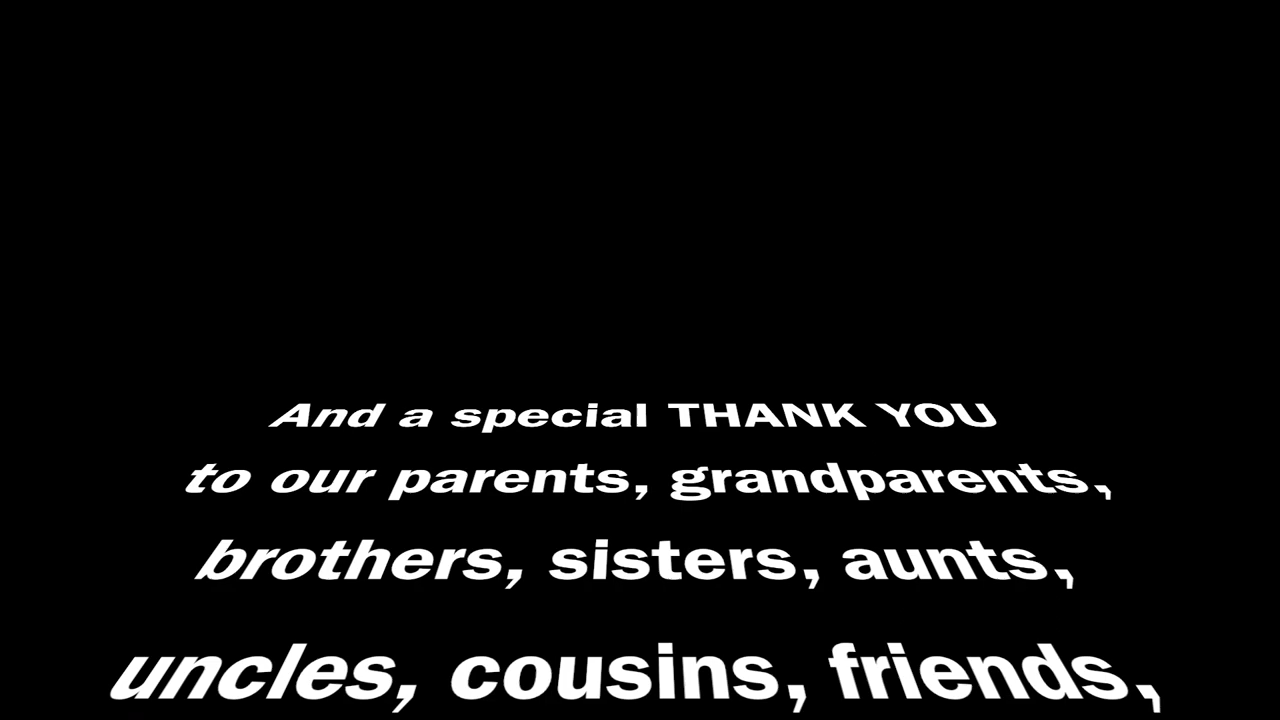 And a special THANK YOU
to our parents, grandparents,
brothers, sisters, aunts,
uncles, cousins, friends,